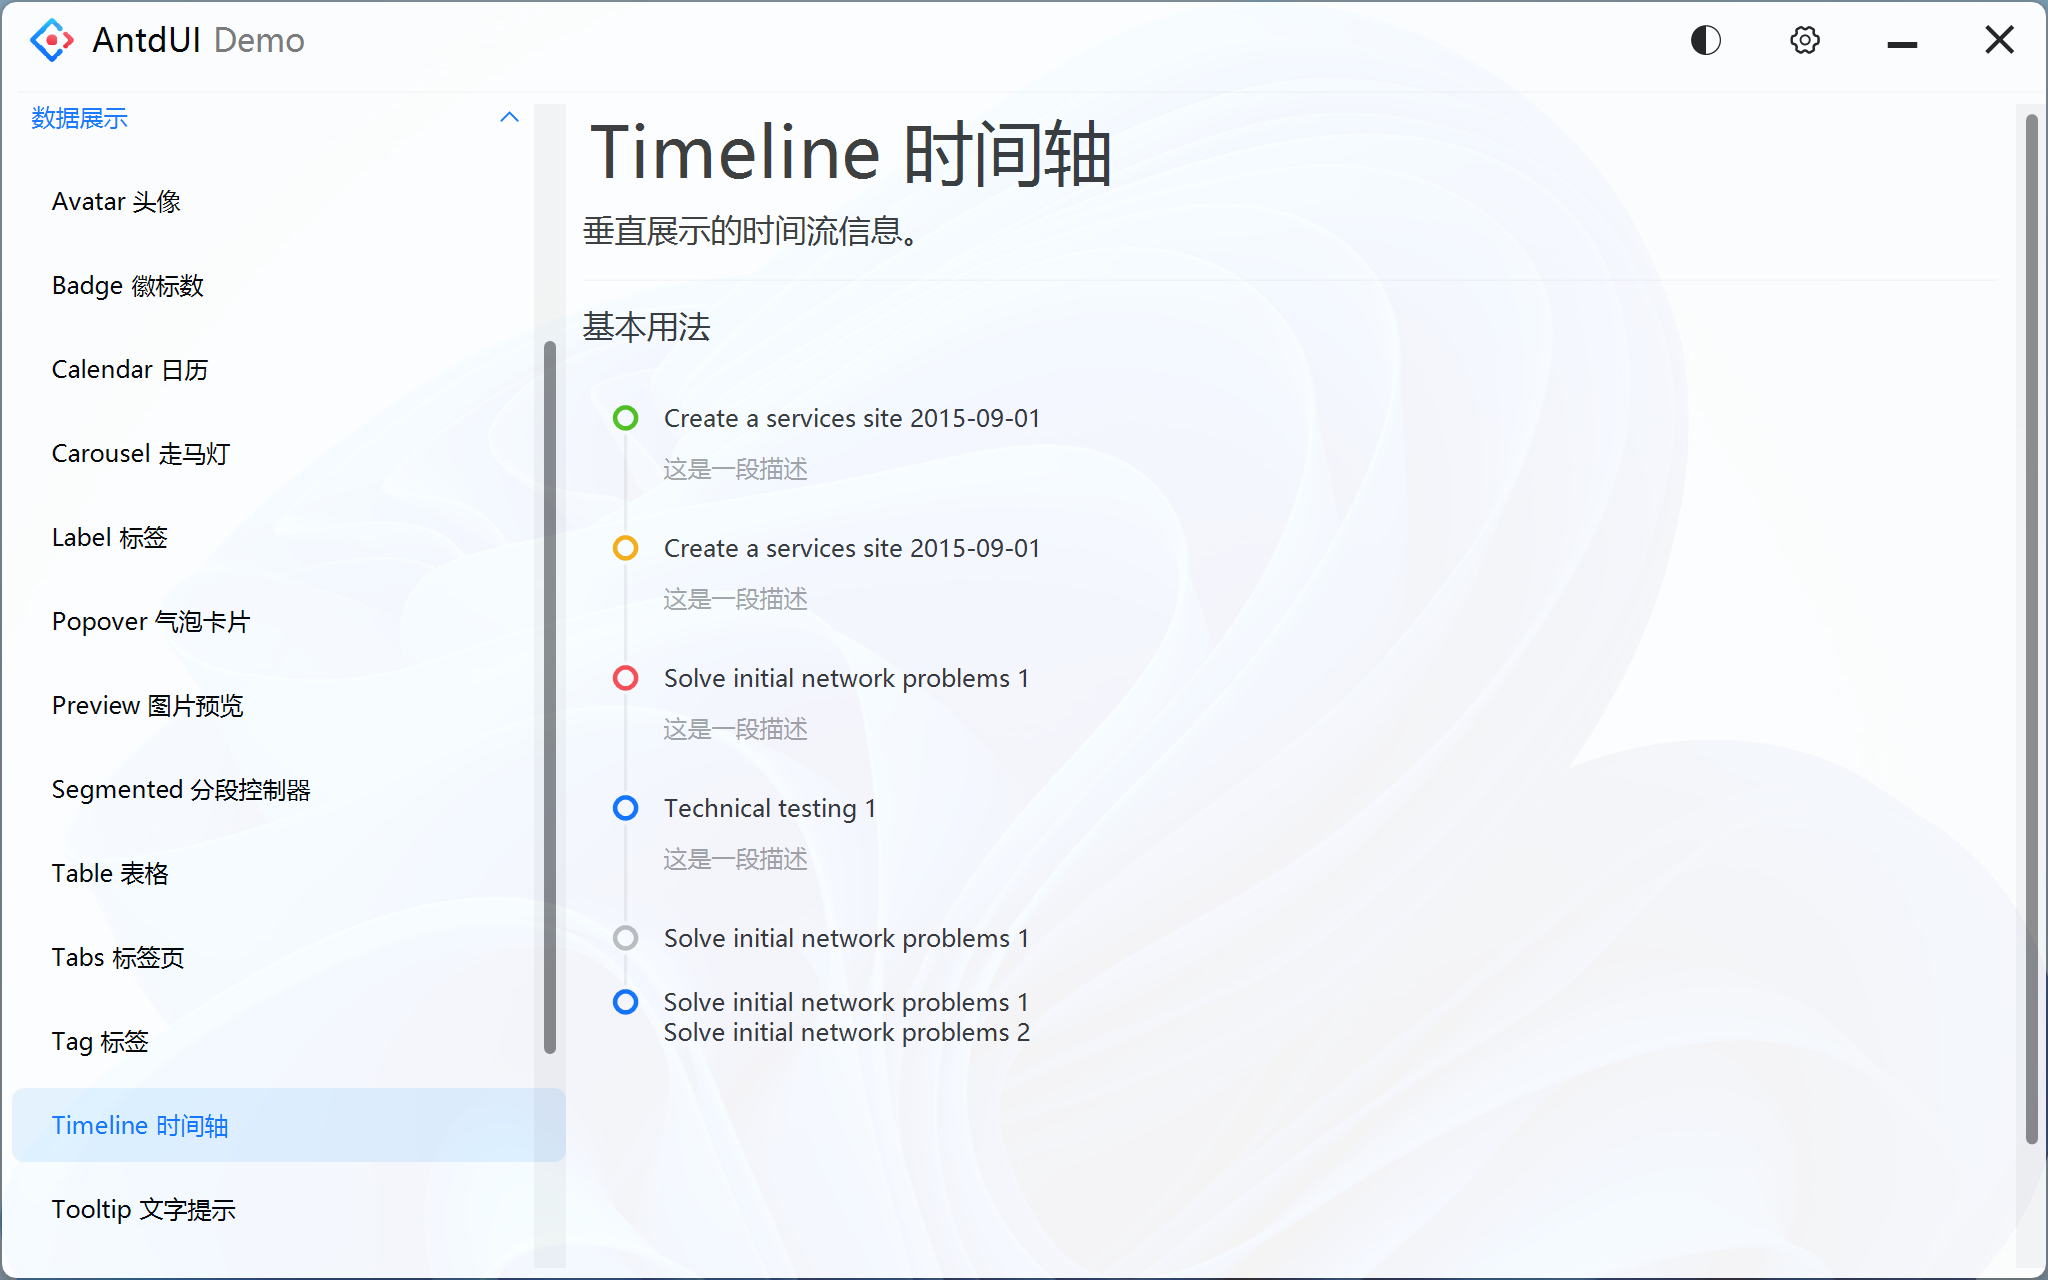 AntdUI Demo
数据展示
Avatar 头像
Badge 徽标数
Calendar 日历
Carousel 走马灯
Label 标签
Popover 气泡卡片
Preview 图片预览
Segmented 分段控制器
Table 表格
Tabs 标签页
Tag 标签
Timeline 时间轴
Tooltip 文字提示
Timeline 时间轴
垂直展示的时间流信息。
基本用法
Create a services site 2015-09-01
这是一段描述
Create a services site 2015-09-01
这是一段描述
Solve initial network problems 1
这是一段描述
Technical testing 1
这是一段描述
Solve initial network problems 1
Solve initial network problems 1
Solve initial network problems 2